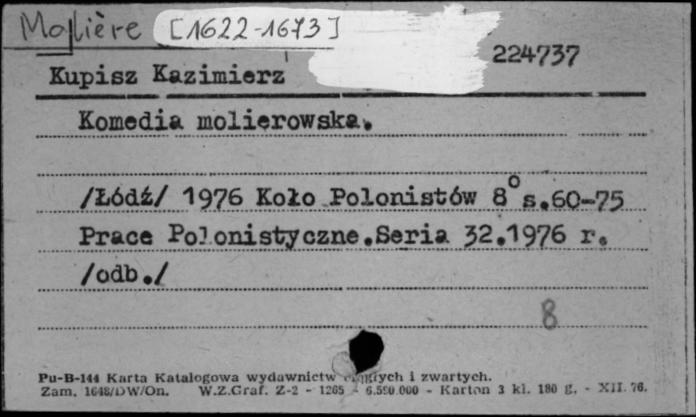 Molière [1622-1673]
224737
Kupisz Kazimierz
Komedia molierowska.
/Łódź/ 1976 Koło Polonistów 8° s.60-75
Prace Polonistyczne.Seria 32.1976 r.
/odb./
8
Pu-B-144 Karta Katalogowa wydawnictw ciągłych i zwartych.
Zam. 1648/DW/On. W.Z.Graf. Z-2 - 1265 - 6.590.000 - Karton 3 kl. 180 g. - XII. 76.